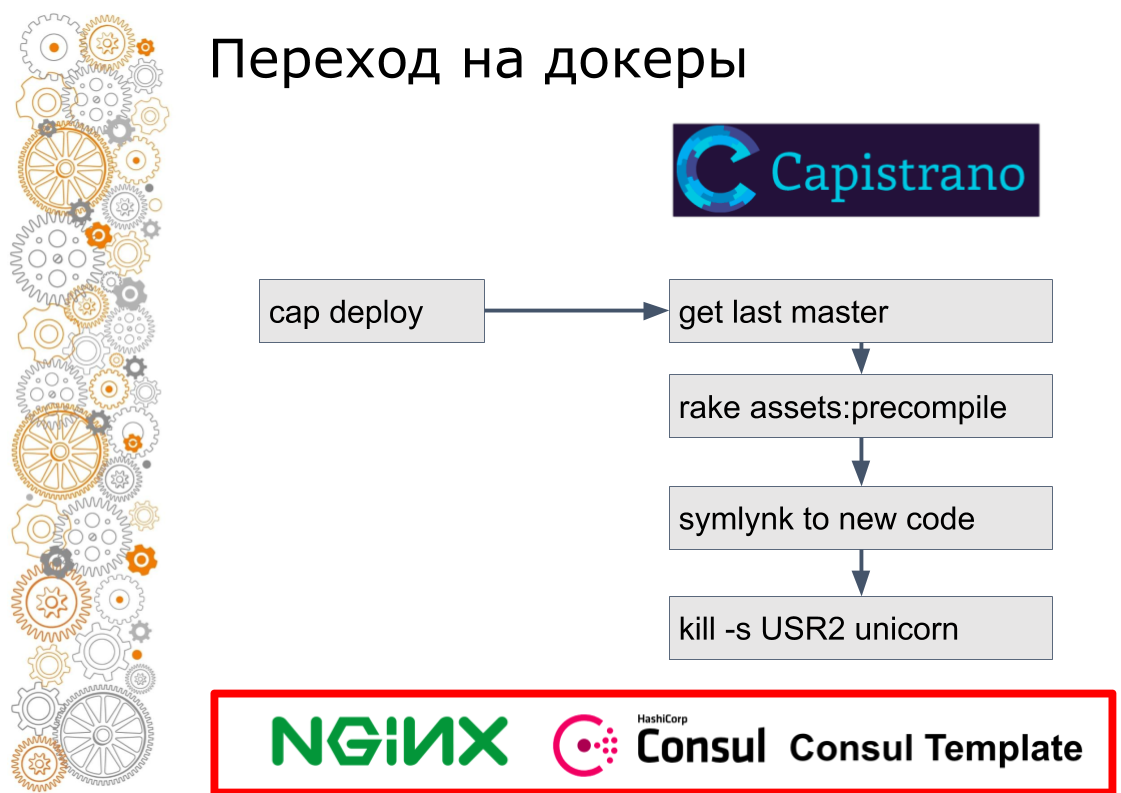 Переход на докеры
Capistrano
cap deploy
get last master
rake assets:precompile
symlynk to new code
kill -s USR2 unicorn
NGiNX
HashiCorp
Consul
Consul Template